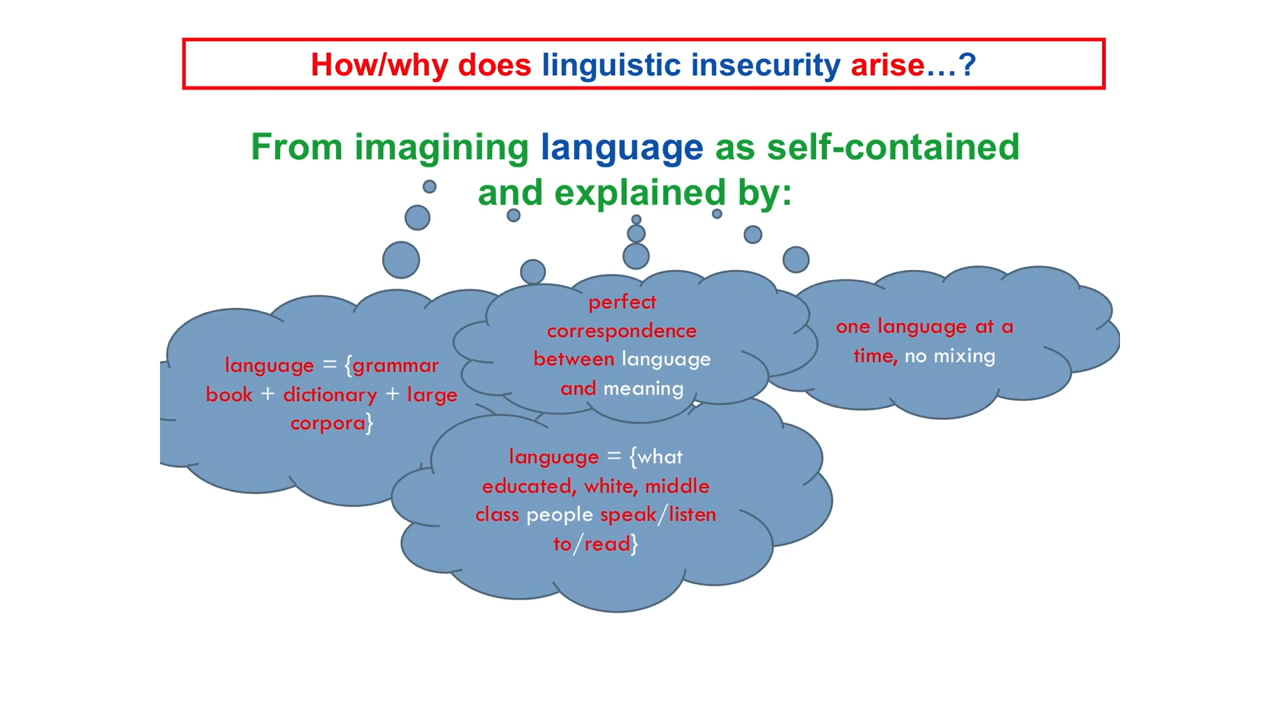 How/why does linguistic insecurity arise…?
From imagining language as self-contained
and explained by:
language = {grammar
book + dictionary + large
corpora}
perfect
correspondence
between language
and meaning
one language at a
time, no mixing
language = {what
educated, white, middle
class people speak/listen
to/read}